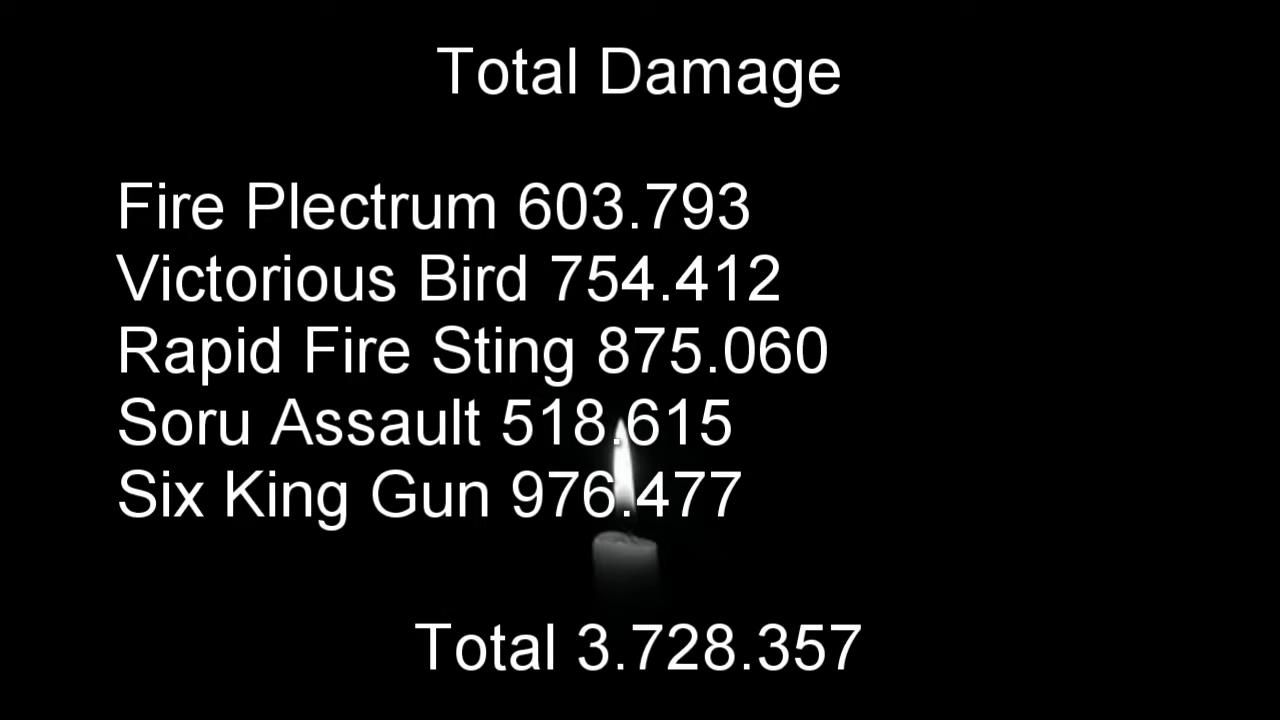 Total Damage
Fire Plectrum 603.793
Victorious Bird 754.412
Rapid Fire Sting 875.060
Soru Assault 518.615
Six King Gun 976.477
Total 3.728.357